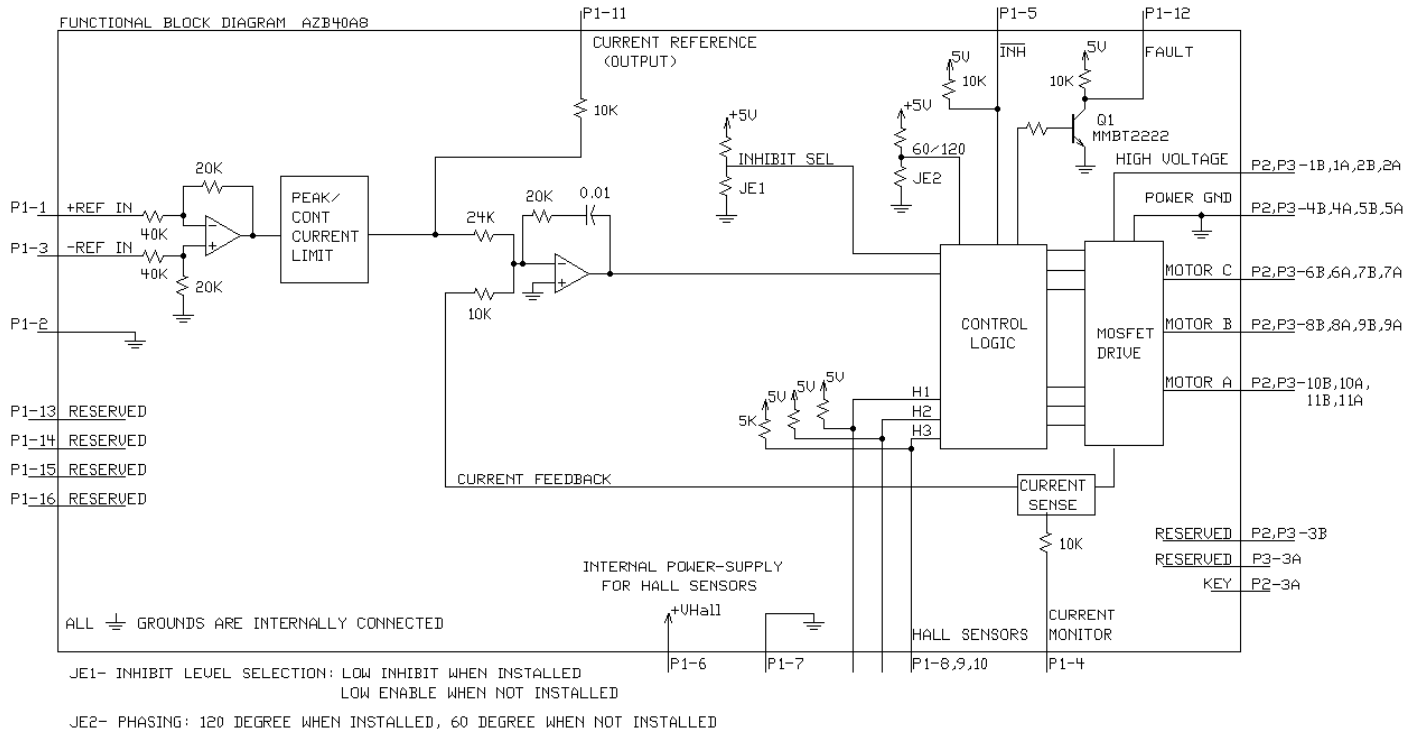 FUNCTIONAL BLOCK DIAGRAM AZB40A8
P1-11
P1-5
P1-12
CURRENT REFERENCE
(OUTPUT)
INH
FAULT
5V
10K
5V
10K
10K
+5V
+5V
Q1
MMBT2222
INHIBIT SEL
60/120
JE1
JE2
HIGH VOLTAGE
P2,P3-1B,1A,2B,2A
POWER GND
P2,P3-4B,4A,5B,5A
20K
P1-1
+REF IN
40K
PEAK/
CONT
CURRENT
LIMIT
24K
20K
0.01
P1-3
-REF IN
40K
20K
10K
P1-2
MOTOR C
P2,P3-6B,6A,7B,7A
CONTROL
LOGIC
MOSFET
DRIVE
MOTOR B
P2,P3-8B,8A,9B,9A
MOTOR A
P2,P3-10B,10A,
11B,11A
5V
5V
5V
5K
H1
H2
H3
P1-13 RESERVED
P1-14 RESERVED
P1-15 RESERVED
P1-16 RESERVED
CURRENT FEEDBACK
CURRENT
SENSE
10K
RESERVED P2,P3-3B
RESERVED P3-3A
KEY P2-3A
INTERNAL POWER-SUPPLY
FOR HALL SENSORS
+VHall
ALL GROUNDS ARE INTERNALLY CONNECTED
HALL SENSORS
CURRENT
MONITOR
P1-6
P1-7
P1-8,9,10
P1-4
JE1- INHIBIT LEVEL SELECTION: LOW INHIBIT WHEN INSTALLED
LOW ENABLE WHEN NOT INSTALLED
JE2- PHASING: 120 DEGREE WHEN INSTALLED, 60 DEGREE WHEN NOT INSTALLED